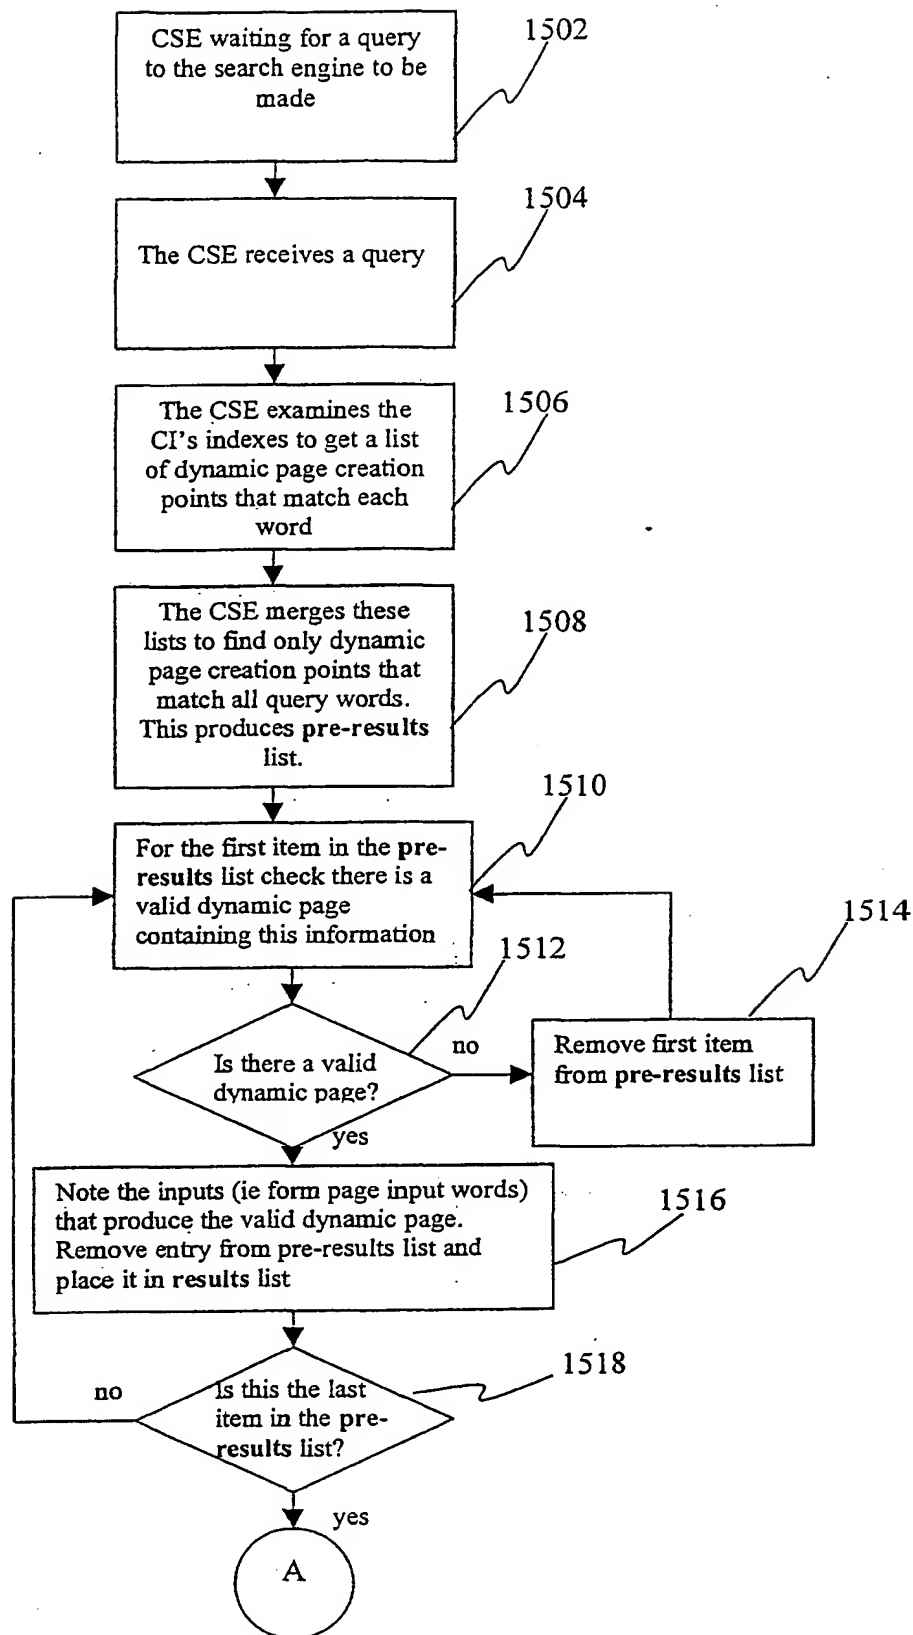 CSE waiting for a query
to the search engine to be
made
1502
The CSE receives a query
1504
The CSE examines the
CI's indexes to get a list
of dynamic page creation
points that match each
word
1506
The CSE merges these
lists to find only dynamic
page creation points that
match all query words.
This produces pre-results
list.
1508
For the first item in the pre-
results list check there is a
valid dynamic page
containing this information
1510
Is there a valid
dynamic page?
1512
no
Remove first item
from pre-results list
1514
yes
Note the inputs (ie form page input words)
that produce the valid dynamic page.
Remove entry from pre-results list and
place it in results list
1516
Is this the last
item in the pre-
results list?
1518
no
yes
A